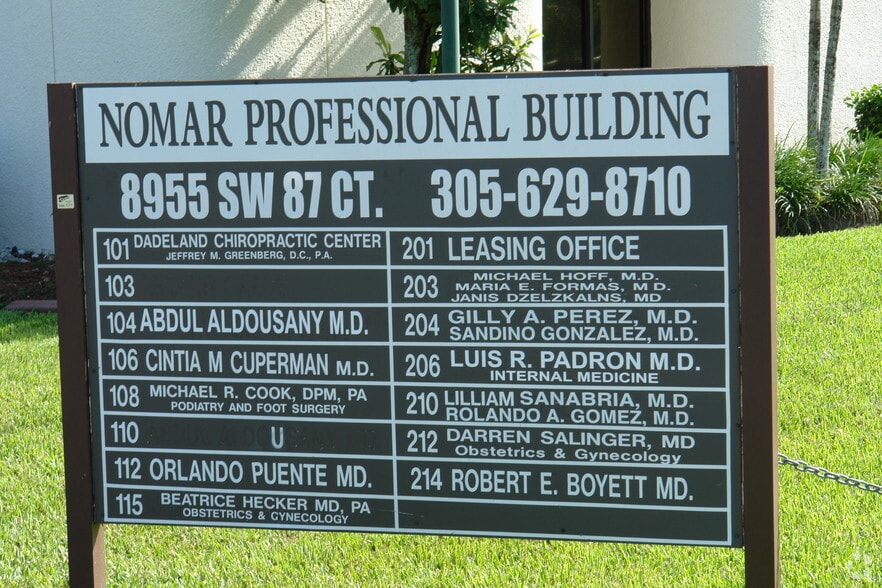 NOMAR PROFESSIONAL BUILDING
8955 SW 87 CT. 305-629-8710
101 DADELAND CHIROPRACTIC CENTER
JEFFREY M. GREENBERG, D.C., P.A.
103
104 ABDUL ALDOUSANY M.D.
106 CINTIA M CUPERMAN M.D.
108 MICHAEL R. COOK, DPM, PA
PODIATRY AND FOOT SURGERY
110 U
112 ORLANDO PUENTE MD.
115 BEATRICE HECKER MD, PA
OBSTETRICS & GYNECOLOGY
201 LEASING OFFICE
203 MICHAEL HOFF, M.D.
MARIA E. FORMAS, M D.
JANIS DZELZKALNS, MD
204 GILLY A. PEREZ, M.D.
SANDINO GONZALEZ, M.D.
206 LUIS R. PADRON M.D.
INTERNAL MEDICINE
210 LILLIAM SANABRIA, M.D.
ROLANDO A. GOMEZ, M.D.
212 DARREN SALINGER, MD
Obstetrics & Gynecology
214 ROBERT E. BOYETT MD.